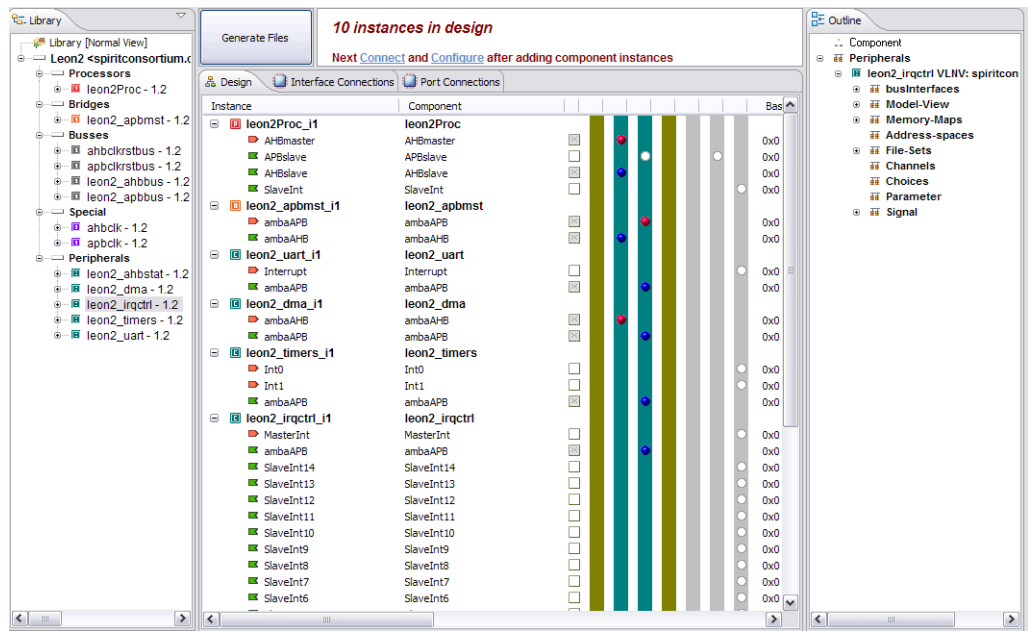 Library
Library [Normal View]
Leon2 <spiritconsortium.c
Processors
leon2Proc - 1.2
Bridges
leon2_apbmst - 1.2
Busses
ahbclkrstbus - 1.2
apbclkrstbus - 1.2
leon2_ahbbus - 1.2
leon2_apbbus - 1.2
Special
ahbclk - 1.2
apbclk - 1.2
Peripherals
leon2_ahbstat - 1.2
leon2_dma - 1.2
leon2_irqctrl - 1.2
leon2_timers - 1.2
leon2_uart - 1.2
Generate Files
10 instances in design
Next Connect and Configure after adding component instances
Design Interface Connections Port Connections
Instance Component Bas
leon2Proc_i1 leon2Proc
AHBmaster AHBmaster 0x0
APBslave APBslave 0x0
AHBslave AHBslave 0x0
SlaveInt SlaveInt 0x0
leon2_apbmst_i1 leon2_apbmst
ambaAPB ambaAPB 0x0
ambaAHB ambaAHB 0x0
leon2_uart_i1 leon2_uart
Interrupt Interrupt 0x0
ambaAPB ambaAPB 0x0
leon2_dma_i1 leon2_dma
ambaAHB ambaAHB 0x0
ambaAPB ambaAPB 0x0
leon2_timers_i1 leon2_timers
Int0 Int0 0x0
Int1 Int1 0x0
ambaAPB ambaAPB 0x0
leon2_irqctrl_i1 leon2_irqctrl
MasterInt MasterInt 0x0
ambaAPB ambaAPB 0x0
SlaveInt14 SlaveInt14 0x0
SlaveInt13 SlaveInt13 0x0
SlaveInt12 SlaveInt12 0x0
SlaveInt11 SlaveInt11 0x0
SlaveInt10 SlaveInt10 0x0
SlaveInt9 SlaveInt9 0x0
SlaveInt8 SlaveInt8 0x0
SlaveInt7 SlaveInt7 0x0
SlaveInt6 SlaveInt6 0x0
Outline
Component
Peripherals
leon2_irqctrl VLNV: spiritcon
busInterfaces
Model-View
Memory-Maps
Address-spaces
File-Sets
Channels
Choices
Parameter
Signal